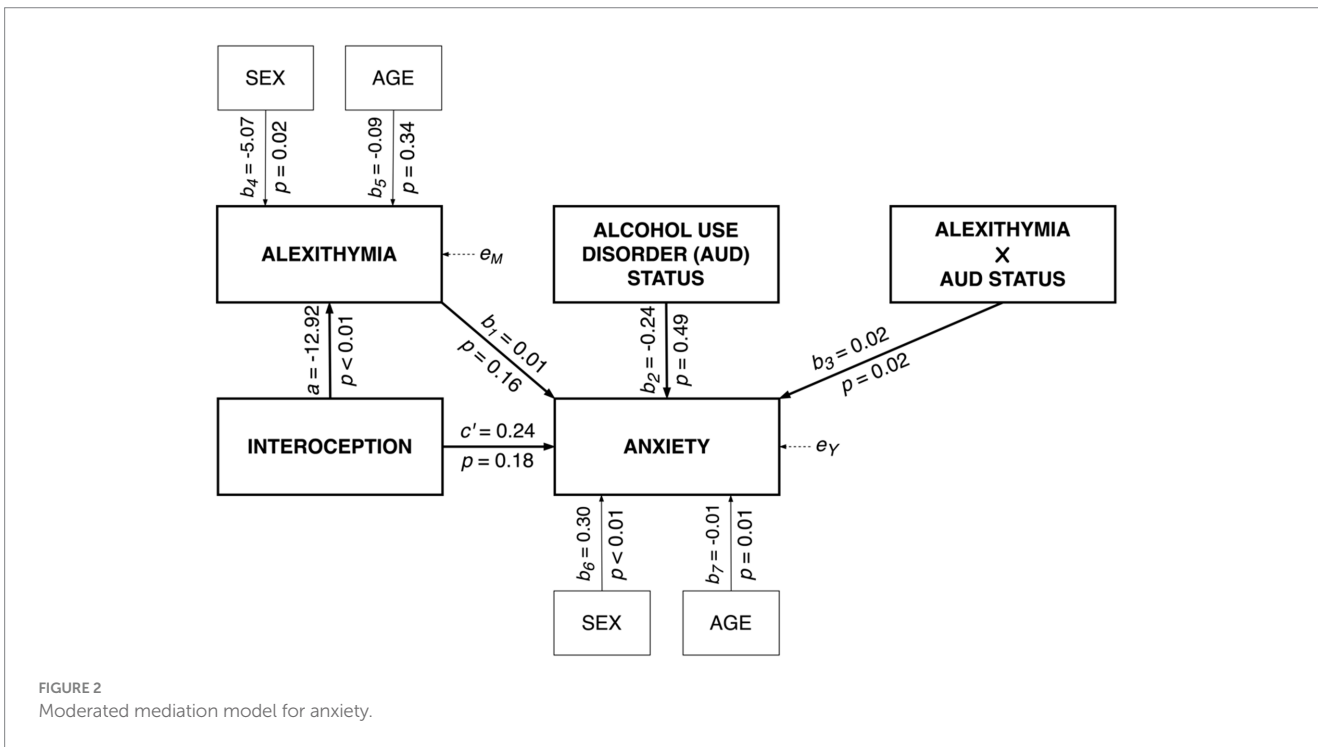 SEX
AGE
b4 = -5.07
p = 0.02
b5 = -0.09
p = 0.34
ALEXITHYMIA
eM
ALCOHOL USE
DISORDER (AUD)
STATUS
ALEXITHYMIA
X
AUD STATUS
a = -12.92
p < 0.01
b1 = 0.01
p = 0.16
b2 = -0.24
p = 0.49
b3 = 0.02
p = 0.02
INTEROCEPTION
c' = 0.24
p = 0.18
ANXIETY
eY
b6 = 0.30
p < 0.01
b7 = -0.01
p = 0.01
SEX
AGE
FIGURE 2
Moderated mediation model for anxiety.